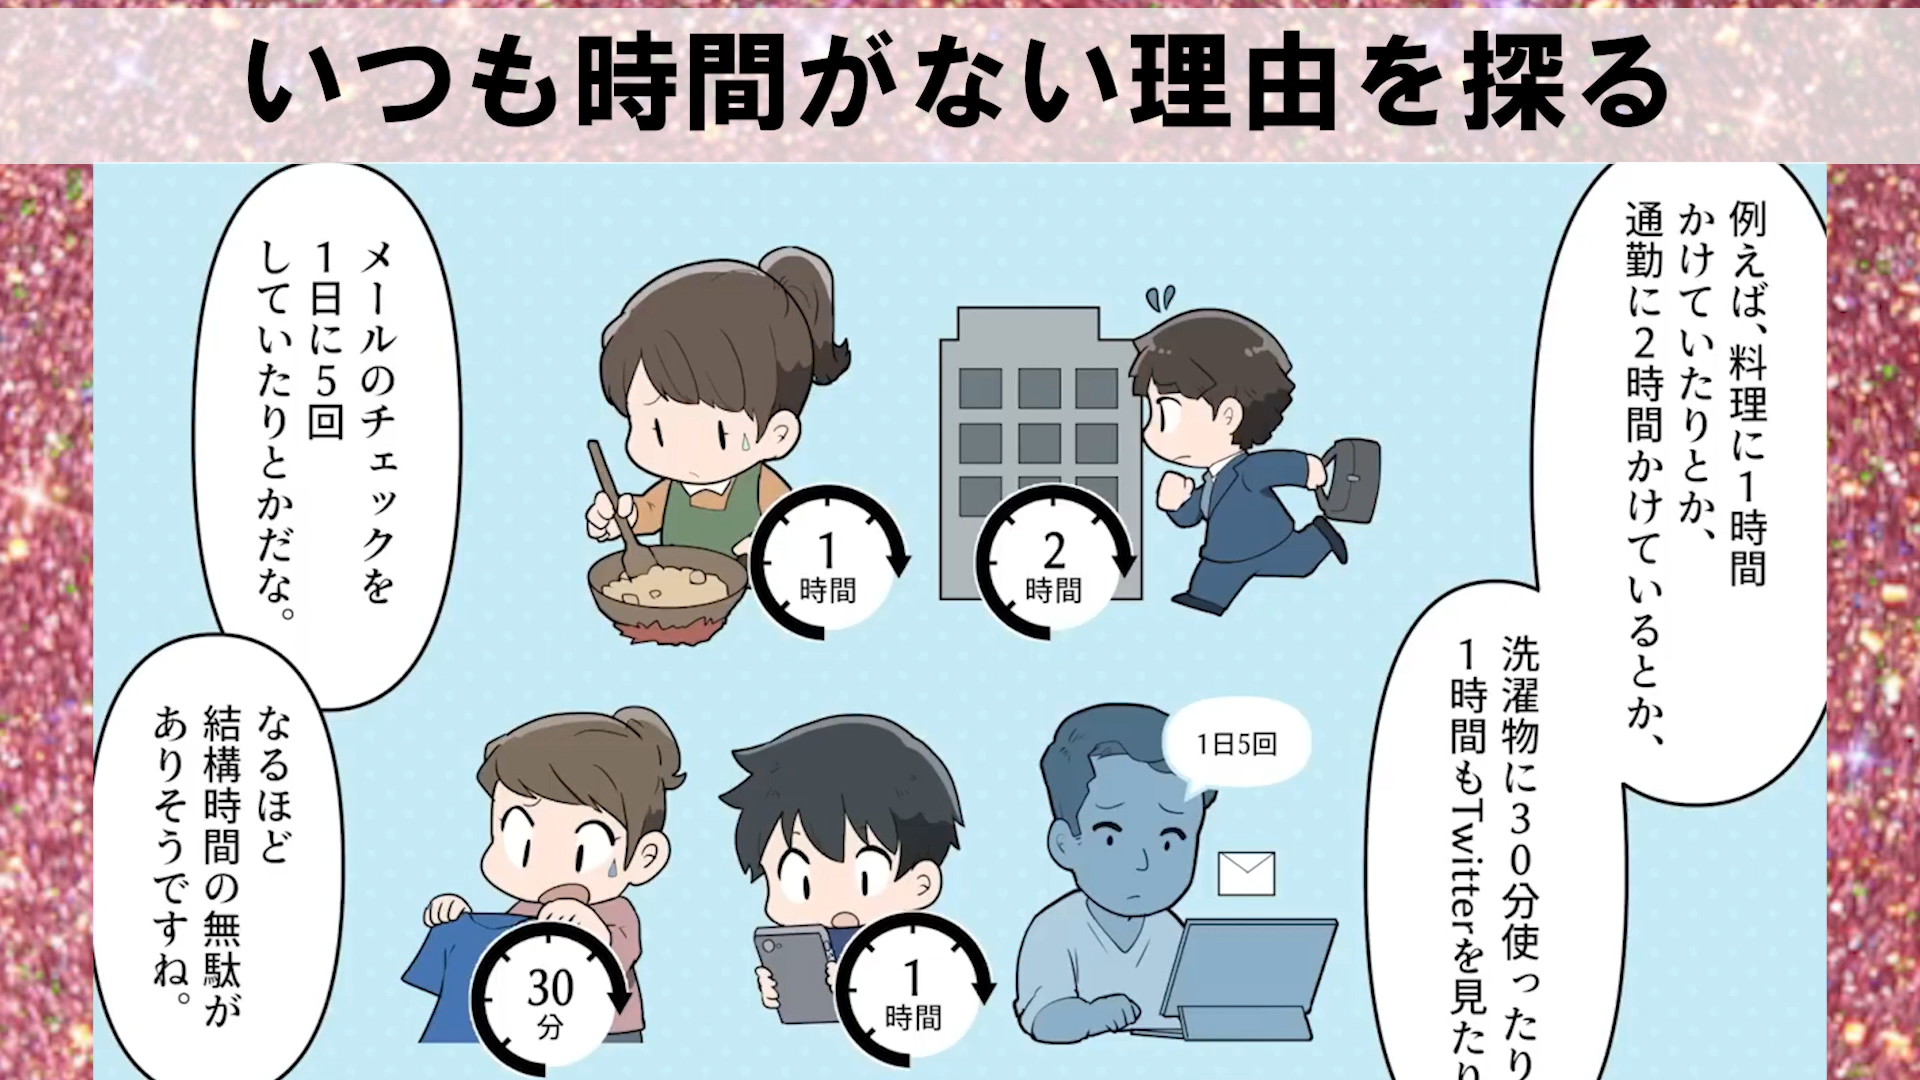 いつも時間がない理由を探る
例えば、料理に1時間
かけていたりとか、
通勤に2時間かけているとか、
洗濯物に30分使ったり
1時間もTwitterを見たり
メールのチェックを
1日に5回
していたりとかだな。
なるほど
結構時間の無駄が
ありそうですね。
1
時間
2
時間
30
分
1
時間
1日5回